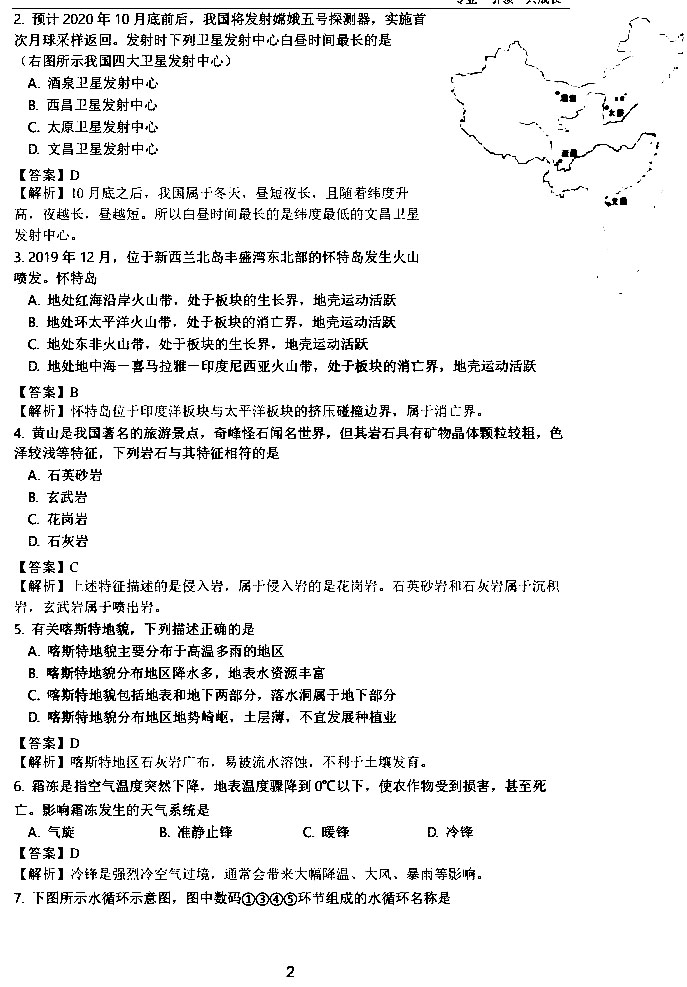 2. 预计 2020 年 10 月底前后，我国将发射嫦娥五号探测器，实施首
次月球采样返回。发射时下列卫星发射中心白昼时间最长的是
（右图所示我国四大卫星发射中心）
A. 酒泉卫星发射中心
B. 西昌卫星发射中心
C. 太原卫星发射中心
D. 文昌卫星发射中心
【答案】D
【解析】10 月底之后，我国属于冬天，昼短夜长，且随着纬度升
高，夜越长，昼越短。所以白昼时间最长的是纬度最低的文昌卫星
发射中心。
3. 2019 年 12 月，位于新西兰北岛丰盛湾东北部的怀特岛发生火山
喷发。怀特岛
A. 地处红海沿岸火山带，处于板块的生长界，地壳运动活跃
B. 地处环太平洋火山带，处于板块的消亡界，地壳运动活跃
C. 地处东非火山带，处于板块的生长界，地壳运动活跃
D. 地处地中海－喜马拉雅－印度尼西亚火山带，处于板块的消亡界，地壳运动活跃
【答案】B
【解析】怀特岛位于印度洋板块与太平洋板块的挤压碰撞边界，属于消亡界。
4. 黄山是我国著名的旅游景点，奇峰怪石闻名世界，但其岩石具有矿物晶体颗粒较粗，色
泽较浅等特征，下列岩石与其特征相符的是
A. 石英砂岩
B. 玄武岩
C. 花岗岩
D. 石灰岩
【答案】C
【解析】上述特征描述的是侵入岩，属于侵入岩的是花岗岩。石英砂岩和石灰岩属于沉积
岩，玄武岩属于喷出岩。
5. 有关喀斯特地貌，下列描述正确的是
A. 喀斯特地貌主要分布于高温多雨的地区
B. 喀斯特地貌分布地区降水多，地表水资源丰富
C. 喀斯特地貌包括地表和地下两部分，落水洞属于地下部分
D. 喀斯特地貌分布地区地势崎岖，土层薄，不宜发展种植业
【答案】D
【解析】喀斯特地区石灰岩广布，易被流水溶蚀，不利于土壤发育。
6. 霜冻是指空气温度突然下降，地表温度骤降到 0℃以下，使农作物受到损害，甚至死
亡。影响霜冻发生的天气系统是
A. 气旋 B. 准静止锋 C. 暖锋 D. 冷锋
【答案】D
【解析】冷锋是强烈冷空气过境，通常会带来大幅降温、大风、暴雨等影响。
7. 下图所示水循环示意图，图中数码①③④⑤环节组成的水循环名称是
2